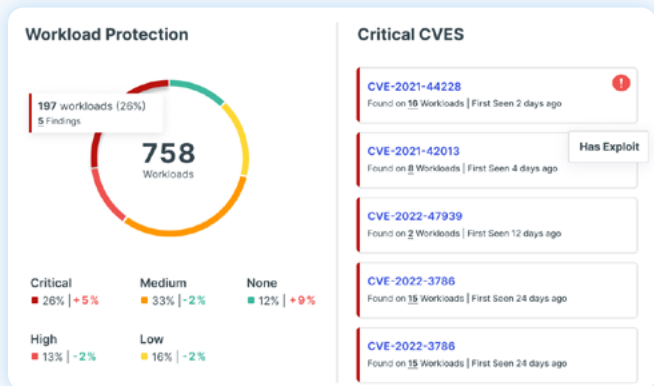 Workload Protection
197 workloads (26%)
5 Findings
758
Workloads
Critical
26% | +5%
Medium
33% | -2%
None
12% | +9%
High
13% | -2%
Low
16% | -2%
Critical CVES
CVE-2021-44228
!
Found on 16 Workloads | First Seen 2 days ago
CVE-2021-42013
Has Exploit
Found on 8 Workloads | First Seen 4 days ago
CVE-2022-47939
Found on 2 Workloads | First Seen 12 days ago
CVE-2022-3786
Found on 15 Workloads | First Seen 24 days ago
CVE-2022-3786
Found on 15 Workloads | First Seen 24 days ago